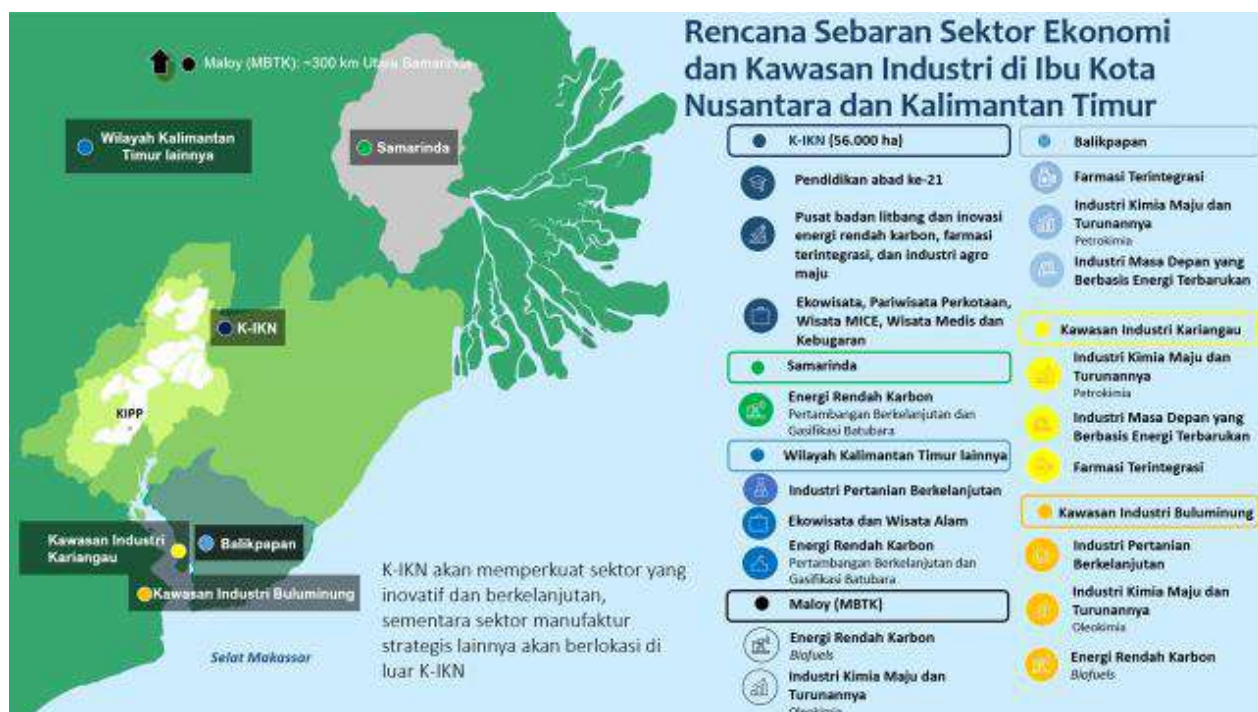 Rencana Sebaran Sektor Ekonomi
dan Kawasan Industri di Ibu Kota
Nusantara dan Kalimantan Timur
Maloy (MBTK): ~300 km Utara Samarinda
Wilayah Kalimantan
Timur lainnya
Samarinda
K-IKN
KIPP
Kawasan Industri
Kariangau
Balikpapan
Kawasan Industri Buluminung
Selat Makassar
K-IKN akan memperkuat sektor yang
inovatif dan berkelanjutan,
sementara sektor manufaktur
strategis lainnya akan berlokasi di
luar K-IKN
K-IKN (56.000 ha)
Pendidikan abad ke-21
Pusat badan litbang dan inovasi
energi rendah karbon, farmasi
terintegrasi, dan industri agro
maju
Ekowisata, Pariwisata Perkotaan,
Wisata MICE, Wisata Medis dan
Kebugaran
Samarinda
Energi Rendah Karbon
Pertambangan Berkelanjutan dan
Gasifikasi Batubara
Wilayah Kalimantan Timur lainnya
Industri Pertanian Berkelanjutan
Ekowisata dan Wisata Alam
Energi Rendah Karbon
Pertambangan Berkelanjutan dan
Gasifikasi Batubara
Maloy (MBTK)
Energi Rendah Karbon
Biofuels
Industri Kimia Maju dan
Turunannya
Oleokimia
Balikpapan
Farmasi Terintegrasi
Industri Kimia Maju dan
Turunannya
Petrokimia
Industri Masa Depan yang
Berbasis Energi Terbarukan
Kawasan Industri Kariangau
Industri Kimia Maju dan
Turunannya
Petrokimia
Industri Masa Depan yang
Berbasis Energi Terbarukan
Farmasi Terintegrasi
Kawasan Industri Buluminung
Industri Pertanian
Berkelanjutan
Industri Kimia Maju dan
Turunannya
Oleokimia
Energi Rendah Karbon
Biofuels